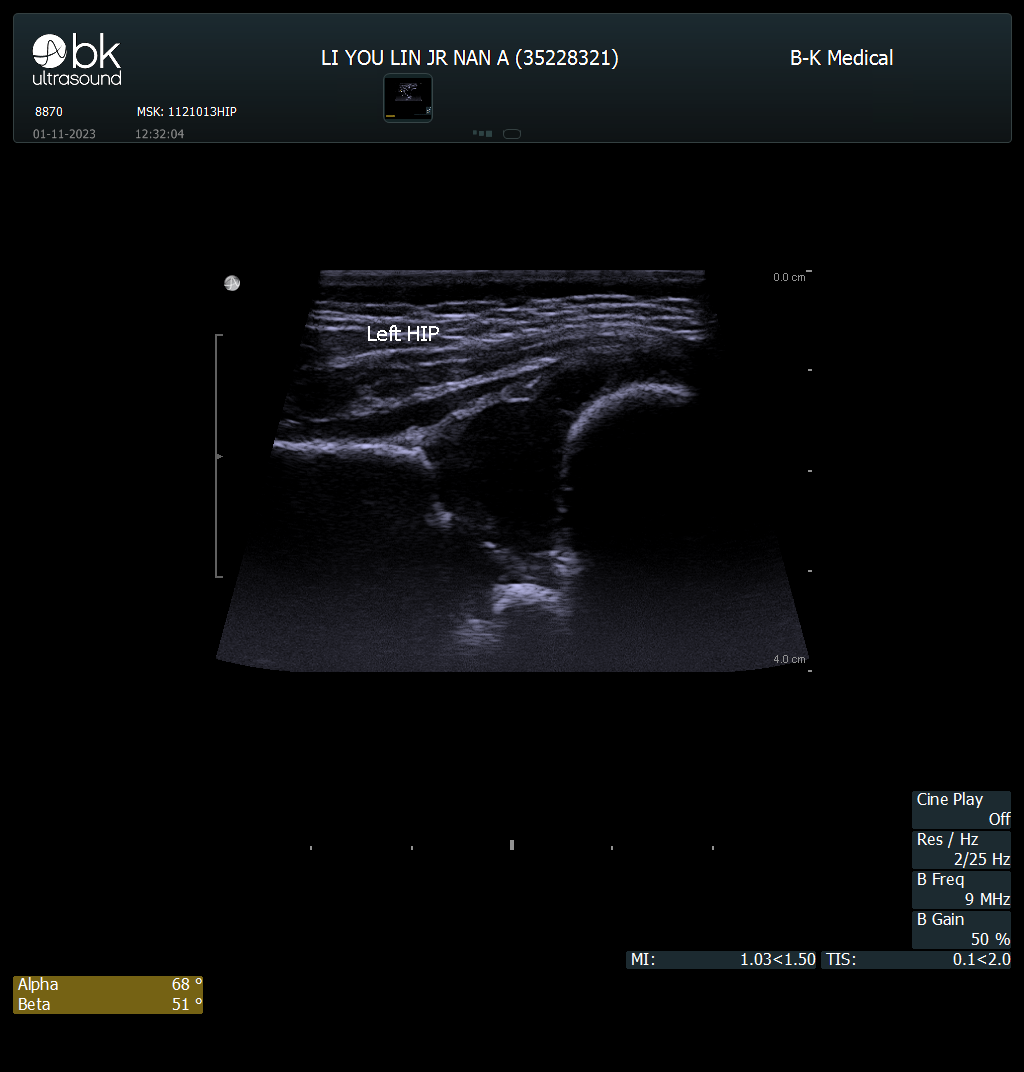 bk
ultrasound
LI YOU LIN JR NAN A (35228321)
B-K Medical
8870
MSK: 1121013HIP
01-11-2023
12:32:04
0.0 cm
Left HIP
4.0 cm
Cine Play
Off
Res / Hz
2/25 Hz
B Freq
9 MHz
B Gain
50 %
MI: 1.03<1.50
TIS: 0.1<2.0
Alpha 68 °
Beta 51 °